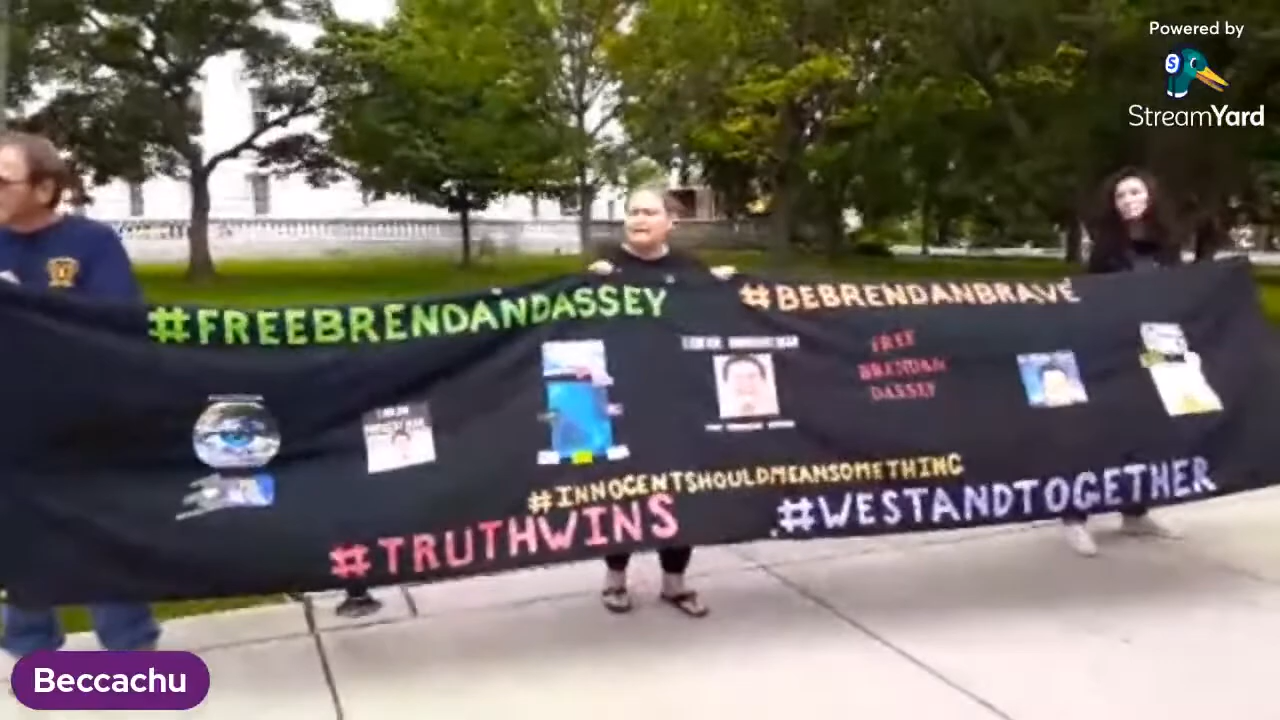 Powered by
StreamYard
#FREEBRENDANDASSEY
#BEBRENDANBRAVE
FREE
BRENDAN
DASSEY
#INNOCENTSHOULDMEANSOMETHING
#TRUTHWINS
#WESTANDTOGETHER
Beccachu